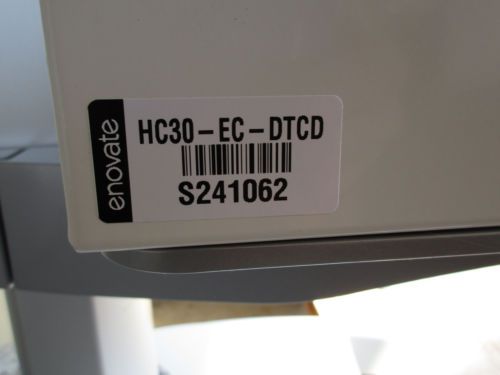 enovate
HC30-EC-DTCD
S241062